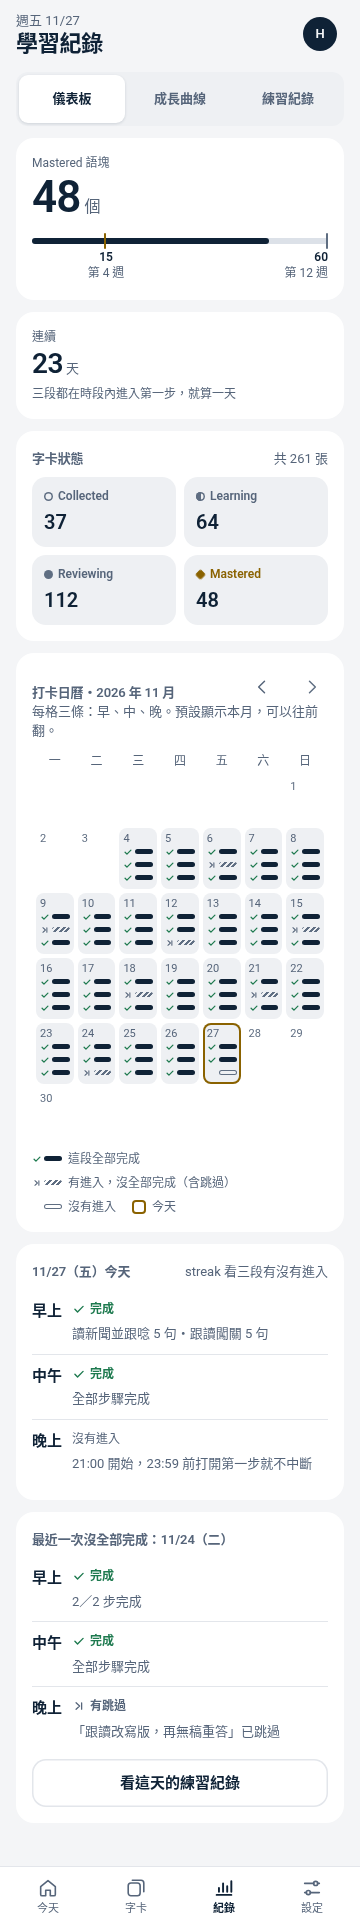 週五 11/27
學習紀錄
H
儀表板 成長曲線 練習紀錄
Mastered 語塊
48 個
15 60
第 4 週 第 12 週
連續
23 天
三段都在時段內進入第一步，就算一天
字卡狀態 共 261 張
Collected Learning
37 64
Reviewing Mastered
112 48
打卡日曆・2026 年 11 月
每格三條：早、中、晚。預設顯示本月，可以往前
翻。
一 二 三 四 五 六 日
1
2 3 4 5 6 7 8
9 10 11 12 13 14 15
16 17 18 19 20 21 22
23 24 25 26 27 28 29
30
這段全部完成
有進入，沒全部完成（含跳過）
沒有進入 今天
11/27（五）今天 streak 看三段有沒有進入
早上 完成
讀新聞並跟唸 5 句・跟讀闖關 5 句
中午 完成
全部步驟完成
晚上 沒有進入
21:00 開始，23:59 前打開第一步就不中斷
最近一次沒全部完成：11/24（二）
早上 完成
2／2 步完成
中午 完成
全部步驟完成
晚上 有跳過
「跟讀改寫版，再無稿重答」已跳過
看這天的練習紀錄
今天 字卡 紀錄 設定